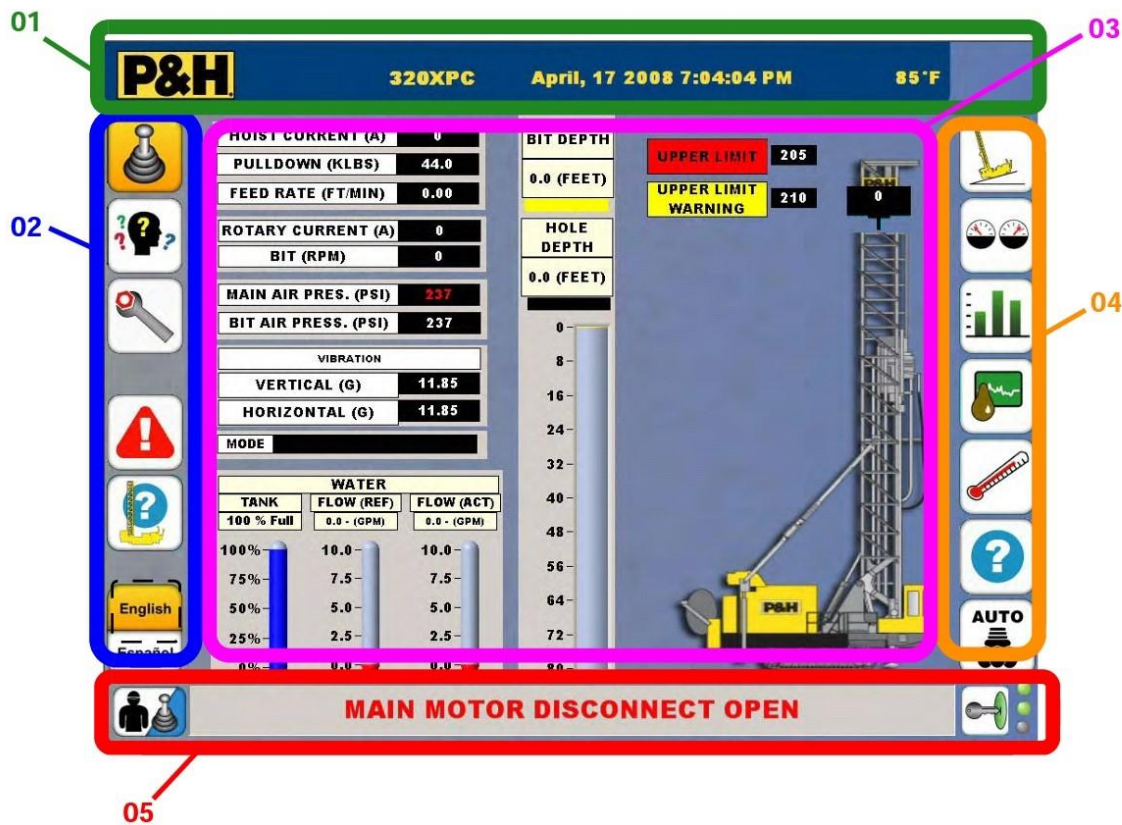 01
03
P&H.
320XPC
April, 17 2008 7:04:04 PM
85°F
02
04
? ? ? ?
English
Español
HOIST CURRENT (A) 0
PULLDOWN (KLBS) 44.0
FEED RATE (FT/MIN) 0.00
ROTARY CURRENT (A) 0
BIT (RPM) 0
MAIN AIR PRES. (PSI) 237
BIT AIR PRESS. (PSI) 237
VIBRATION
VERTICAL (G) 11.85
HORIZONTAL (G) 11.85
MODE
WATER
TANK FLOW (REF) FLOW (ACT)
100 % Full 0.0 - (GPM) 0.0 - (GPM)
100% 10.0 10.0
75% 7.5 7.5
50% 5.0 5.0
25% 2.5 2.5
0% 0.0 0.0
BIT DEPTH
0.0 (FEET)
HOLE
DEPTH
0.0 (FEET)
0
8
16
24
32
40
48
56
64
72
80
UPPER LIMIT 205
UPPER LIMIT
WARNING
210
P&H
0
P&H
?
?
AUTO
MAIN MOTOR DISCONNECT OPEN
05